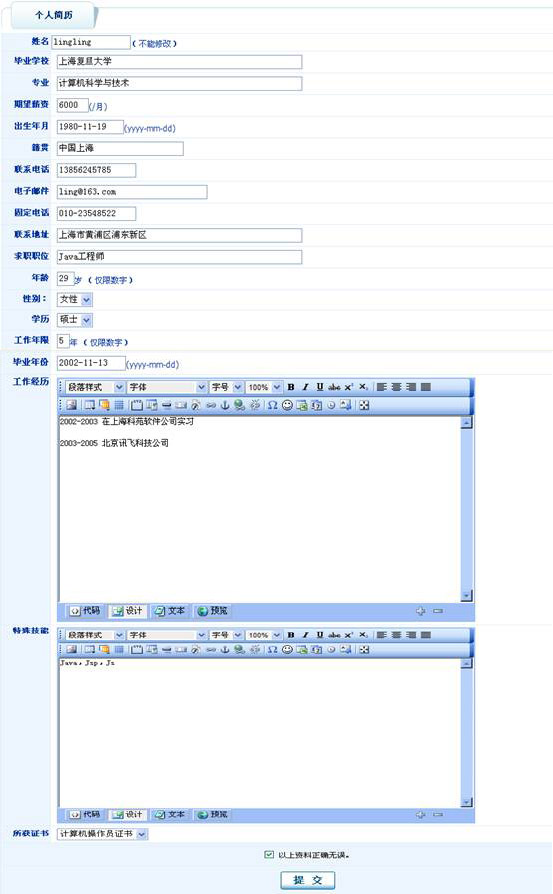 个人简历
姓名 lingling (不能修改)
毕业学校 上海复旦大学
专业 计算机科学与技术
期望薪资 6000 (/月)
出生年月 1980-11-19 (yyyy-mm-dd)
籍贯 中国上海
联系电话 13856245785
电子邮件 ling@163.com
固定电话 010-23548522
联系地址 上海市黄浦区浦东新区
求职职位 Java工程师
年龄 29 岁 (仅限数字)
性别: 女性
学历 硕士
工作年限 5 年 (仅限数字)
毕业年份 2002-11-13 (yyyy-mm-dd)
工作经历 段落样式 字体 字号 100% B I U abc x² x₂
2002-2003 在上海科苑软件公司实习
2003-2005 北京讯飞科技公司
代码 设计 文本 预览
特殊技能 段落样式 字体 字号 100% B I U abc x² x₂
Java,Jsp,Js
代码 设计 文本 预览
所获证书 计算机操作员证书
以上资料正确无误。
提 交